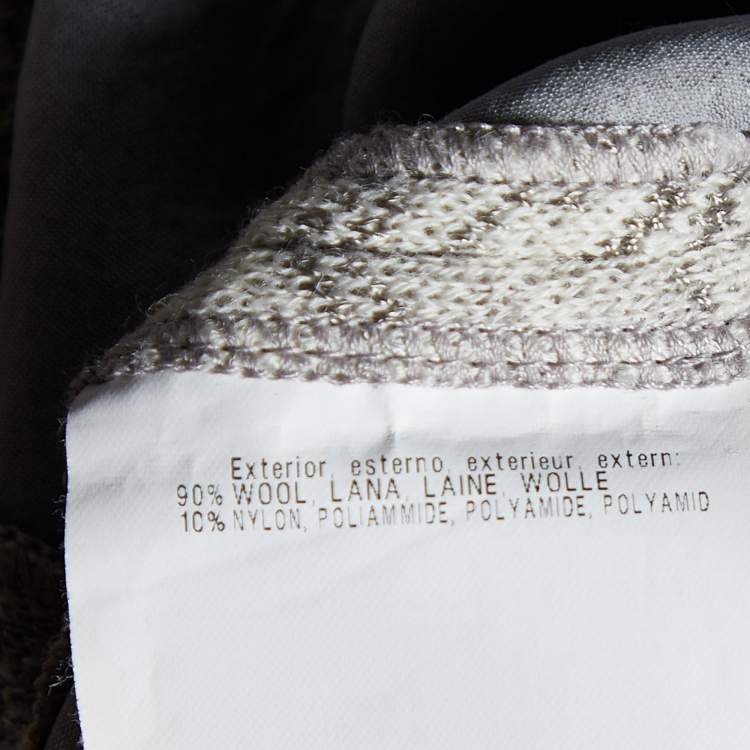 Exterior, esterno, exterieur, extern:
90% WOOL, LANA, LAINE, WOLLE
10% NYLON, POLIAMMIDE, POLYAMIDE, POLYAMID